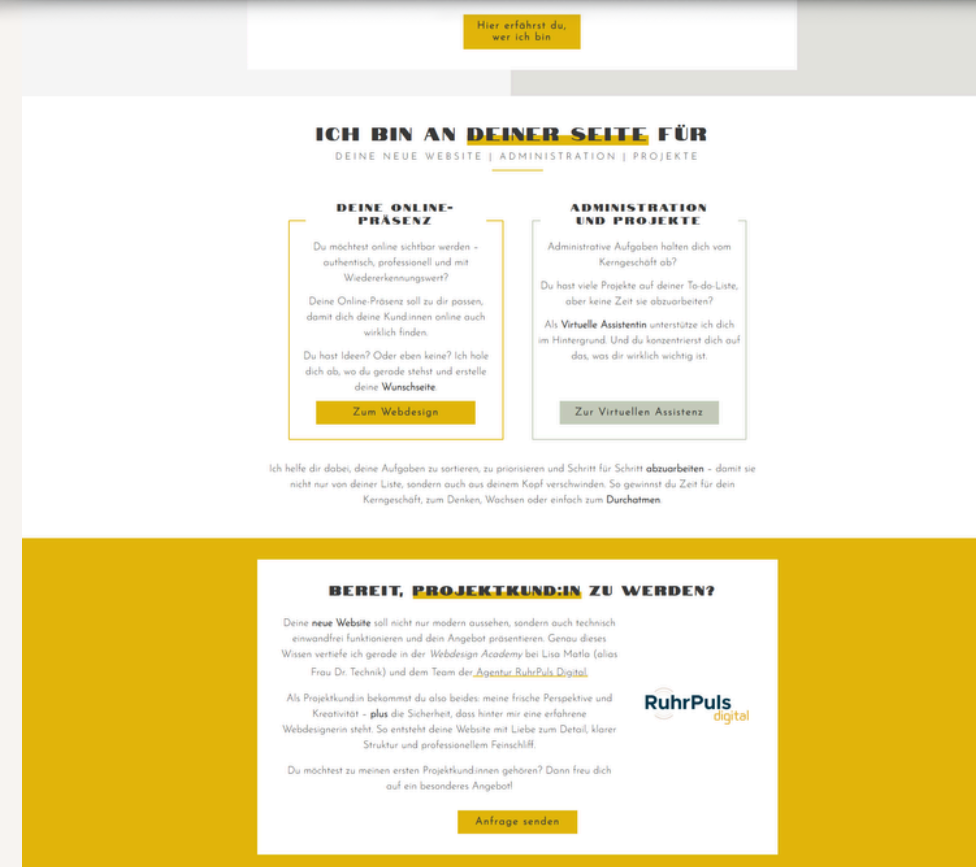 Hier erfährst du,
wer ich bin
ICH BIN AN DEINER SEITE FÜR
DEINE NEUE WEBSITE | ADMINISTRATION | PROJEKTE
DEINE ONLINE-
PRÄSENZ
Du möchtest online sichtbar werden –
authentisch, professionell und mit
Wiedererkennungswert?
Deine Online-Präsenz soll zu dir passen,
damit dich deine Kund:innen online auch
wirklich finden.
Du hast Ideen? Oder eben keine? Ich hole
dich ab, wo du gerade stehst und erstelle
deine Wunschseite.
Zum Webdesign
ADMINISTRATION
UND PROJEKTE
Administrative Aufgaben halten dich vom
Kerngeschäft ab?
Du hast viele Projekte auf deiner To-do-Liste,
aber keine Zeit sie abzuarbeiten?
Als Virtuelle Assistentin unterstütze ich dich
im Hintergrund. Und du konzentrierst dich auf
das, was dir wirklich wichtig ist.
Zur Virtuellen Assistenz
Ich helfe dir dabei, deine Aufgaben zu sortieren, zu priorisieren und Schritt für Schritt abzuarbeiten – damit sie
nicht nur von deiner Liste, sondern auch aus deinem Kopf verschwinden. So gewinnst du Zeit für dein
Kerngeschäft, zum Denken, Wachsen oder einfach zum Durchatmen.
BEREIT, PROJEKTKUND:IN ZU WERDEN?
Deine neue Website soll nicht nur modern aussehen, sondern auch technisch
einwandfrei funktionieren und dein Angebot präsentieren. Genau dieses
Wissen vertiefe ich gerade in der Webdesign Academy bei Lisa Matla (alias
Frau Dr. Technik) und dem Team der Agentur RuhrPuls Digital.
Als Projektkund:in bekommst du also beides: meine frische Perspektive und
Kreativität – plus die Sicherheit, dass hinter mir eine erfahrene
Webdesignerin steht. So entsteht deine Website mit Liebe zum Detail, klarer
Struktur und professionellem Feinschliff.
Du möchtest zu meinen ersten Projektkund:innen gehören? Dann freu dich
auf ein besonderes Angebot!
RuhrPuls
digital
Anfrage senden